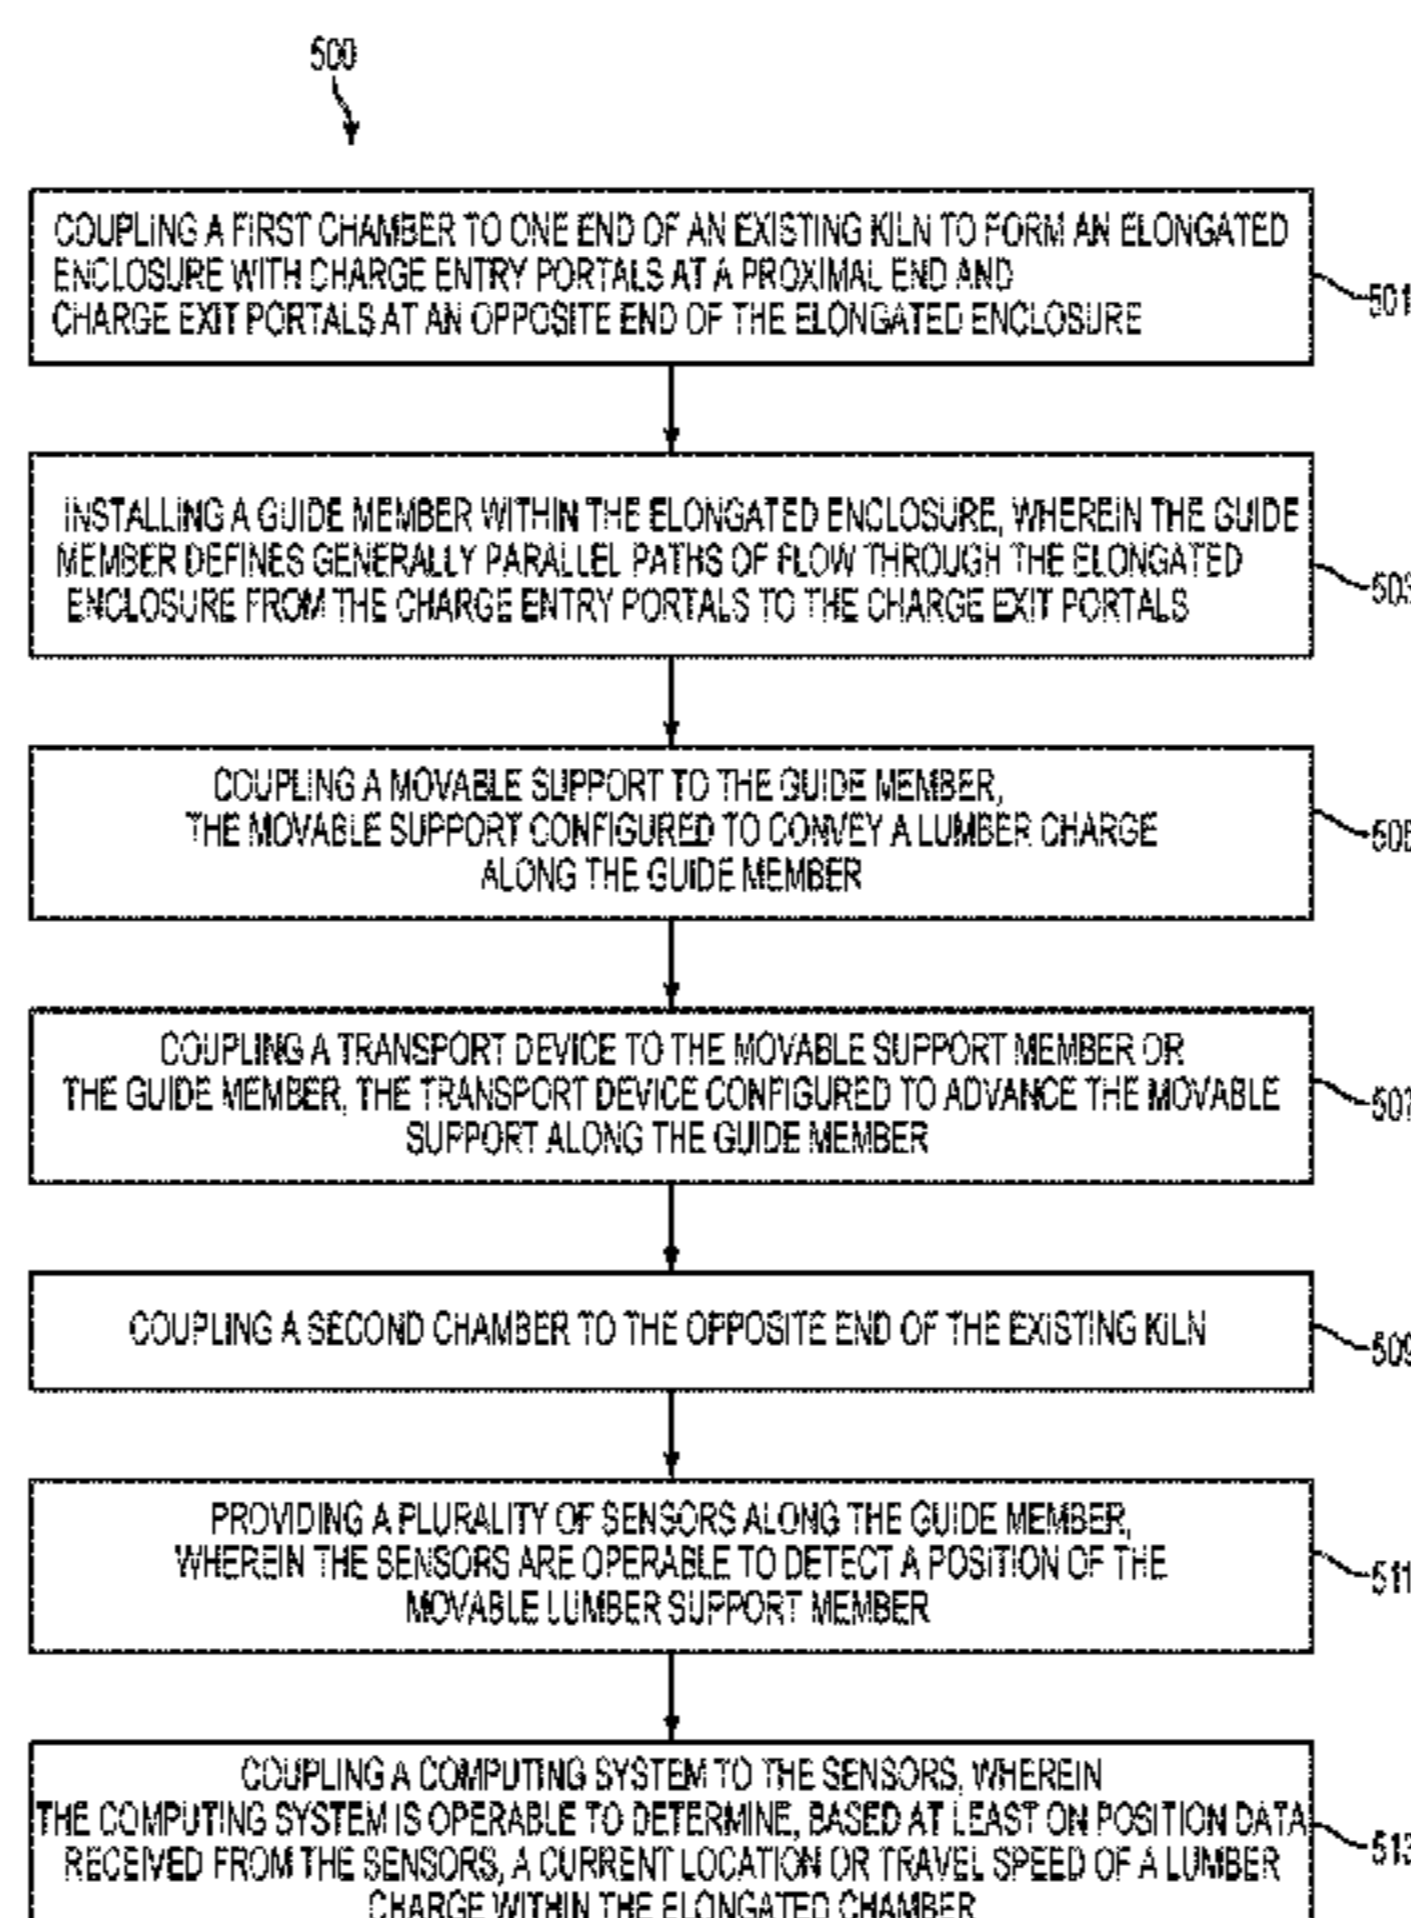 500
COUPLING A FIRST CHAMBER TO ONE END OF AN EXISTING KILN TO FORM AN ELONGATED
ENCLOSURE WITH CHARGE ENTRY PORTALS AT A PROXIMAL END AND
CHARGE EXIT PORTALS AT AN OPPOSITE END OF THE ELONGATED ENCLOSURE
501
INSTALLING A GUIDE MEMBER WITHIN THE ELONGATED ENCLOSURE, WHEREIN THE GUIDE
MEMBER DEFINES GENERALLY PARALLEL PATHS OF FLOW THROUGH THE ELONGATED
ENCLOSURE FROM THE CHARGE ENTRY PORTALS TO THE CHARGE EXIT PORTALS
503
COUPLING A MOVABLE SUPPORT TO THE GUIDE MEMBER,
THE MOVABLE SUPPORT CONFIGURED TO CONVEY A LUMBER CHARGE
ALONG THE GUIDE MEMBER
COUPLING A TRANSPORT DEVICE TO THE MOVABLE SUPPORT MEMBER OR
THE GUIDE MEMBER, THE TRANSPORT DEVICE CONFIGURED TO ADVANCE THE MOVABLE
SUPPORT ALONG THE GUIDE MEMBER
507
COUPLING A SECOND CHAMBER TO THE OPPOSITE END OF THE EXISTING KILN
509
PROVIDING A PLURALITY OF SENSORS ALONG THE GUIDE MEMBER,
WHEREIN THE SENSORS ARE OPERABLE TO DETECT A POSITION OF THE
MOVABLE LUMBER SUPPORT MEMBER
511
COUPLING A COMPUTING SYSTEM TO THE SENSORS, WHEREIN
THE COMPUTING SYSTEM IS OPERABLE TO DETERMINE, BASED AT LEAST ON POSITION DATA
RECEIVED FROM THE SENSORS, A CURRENT LOCATION OR TRAVEL SPEED OF A LUMBER
CHARGE WITHIN THE ELONGATED CHAMBER
513